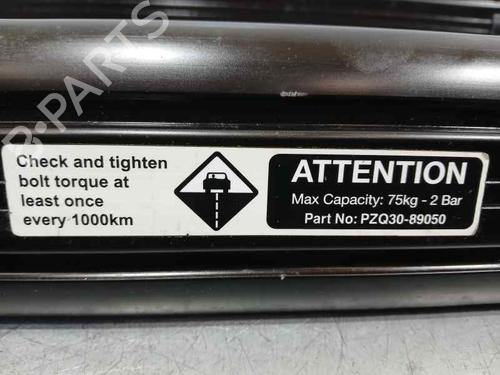 B-PARTS
Check and tighten
bolt torque at
least once
every 1000km
ATTENTION
Max Capacity: 75kg - 2 Bar
Part No: PZQ30-89050